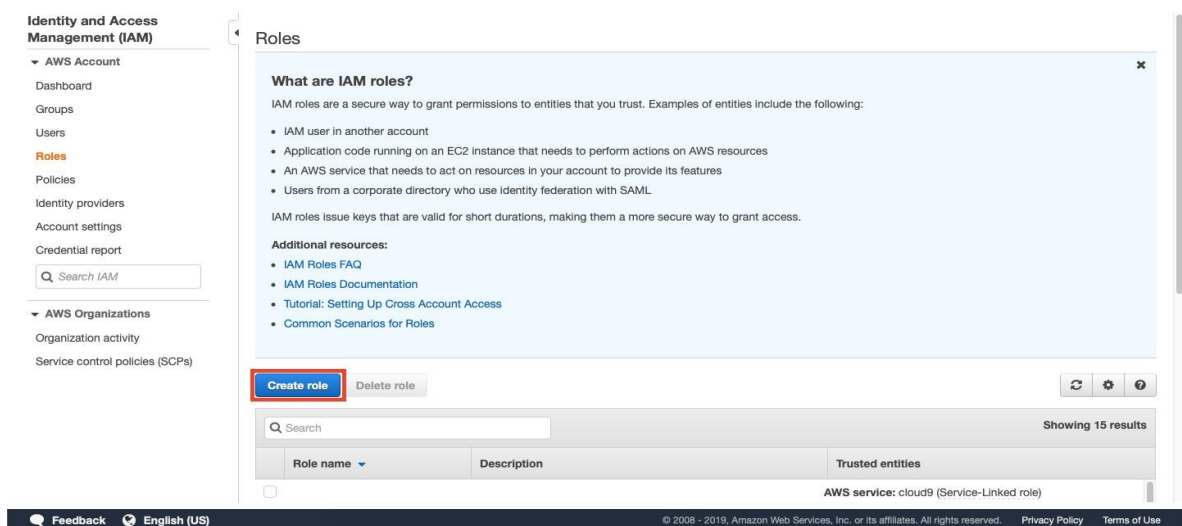 Identity and Access
Management (IAM)
AWS Account
Dashboard
Groups
Users
Roles
Policies
Identity providers
Account settings
Credential report
Search IAM
AWS Organizations
Organization activity
Service control policies (SCPs)
Roles
What are IAM roles?
IAM roles are a secure way to grant permissions to entities that you trust. Examples of entities include the following:
• IAM user in another account
• Application code running on an EC2 instance that needs to perform actions on AWS resources
• An AWS service that needs to act on resources in your account to provide its features
• Users from a corporate directory who use identity federation with SAML
IAM roles issue keys that are valid for short durations, making them a more secure way to grant access.
Additional resources:
• IAM Roles FAQ
• IAM Roles Documentation
• Tutorial: Setting Up Cross Account Access
• Common Scenarios for Roles
Create role Delete role
Search Showing 15 results
Role name Description Trusted entities
AWS service: cloud9 (Service-Linked role)
Feedback English (US) © 2008 - 2019, Amazon Web Services, Inc. or its affiliates. All rights reserved. Privacy Policy Terms of Use